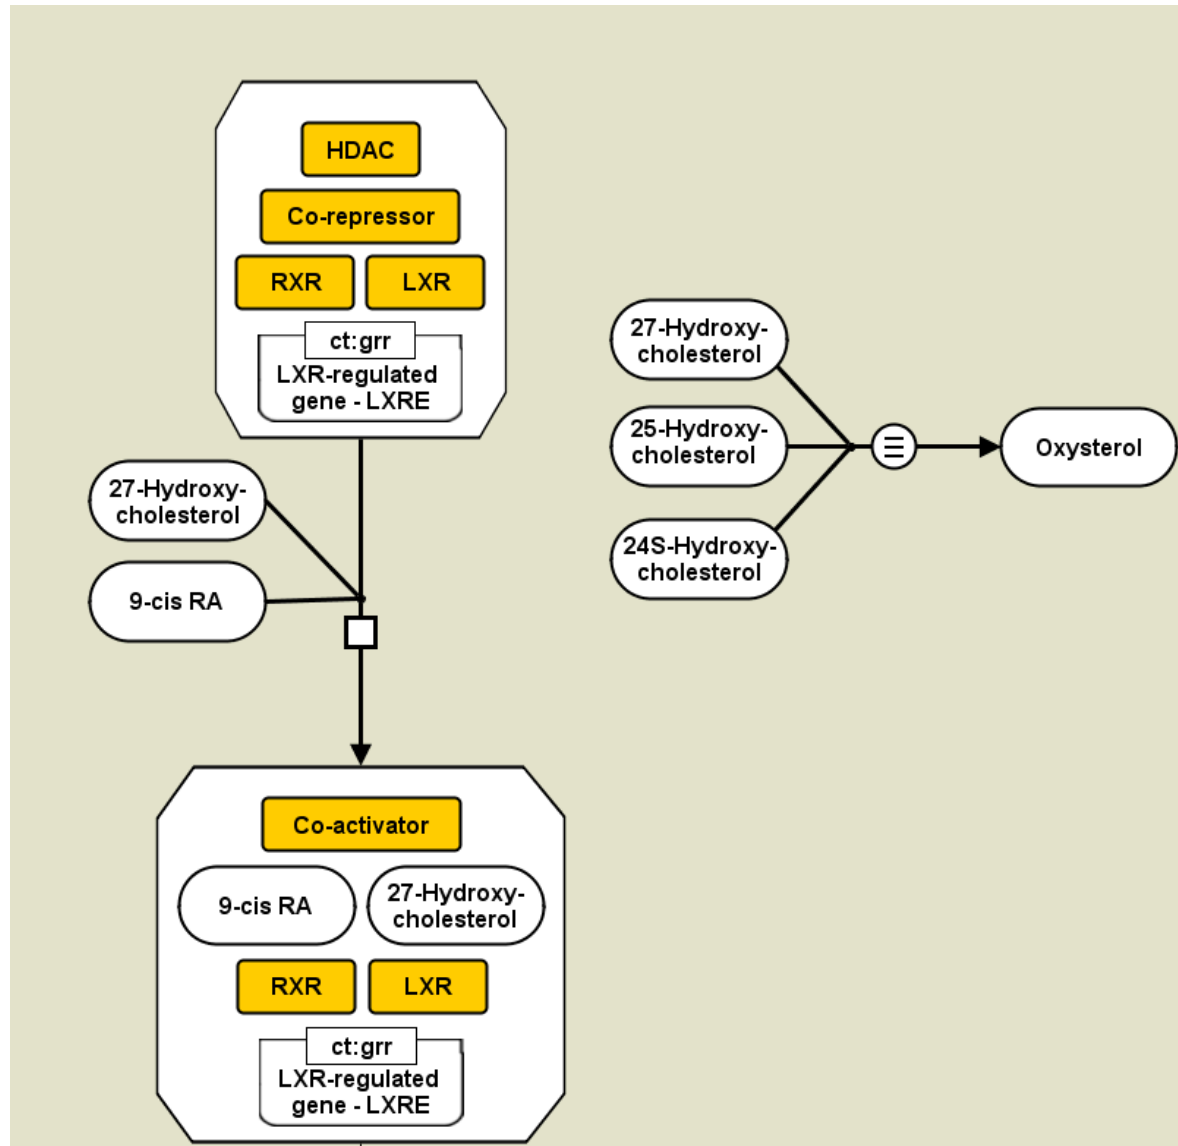 HDAC
Co-repressor
RXR
LXR
ct:grr
LXR-regulated
gene - LXRE
27-Hydroxy-
cholesterol
9-cis RA
27-Hydroxy-
cholesterol
25-Hydroxy-
cholesterol
24S-Hydroxy-
cholesterol
Oxysterol
Co-activator
9-cis RA
27-Hydroxy-
cholesterol
RXR
LXR
ct:grr
LXR-regulated
gene - LXRE